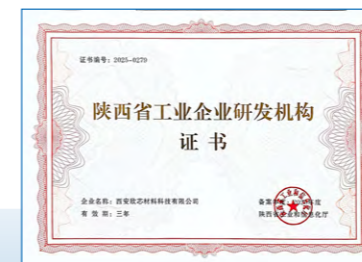 证书编号：2025-0270
陕西省工业企业研发机构
证书
企业名称：西安欣芯材料科技有限公司
有效期：三年
陕西省工业和信息化厅